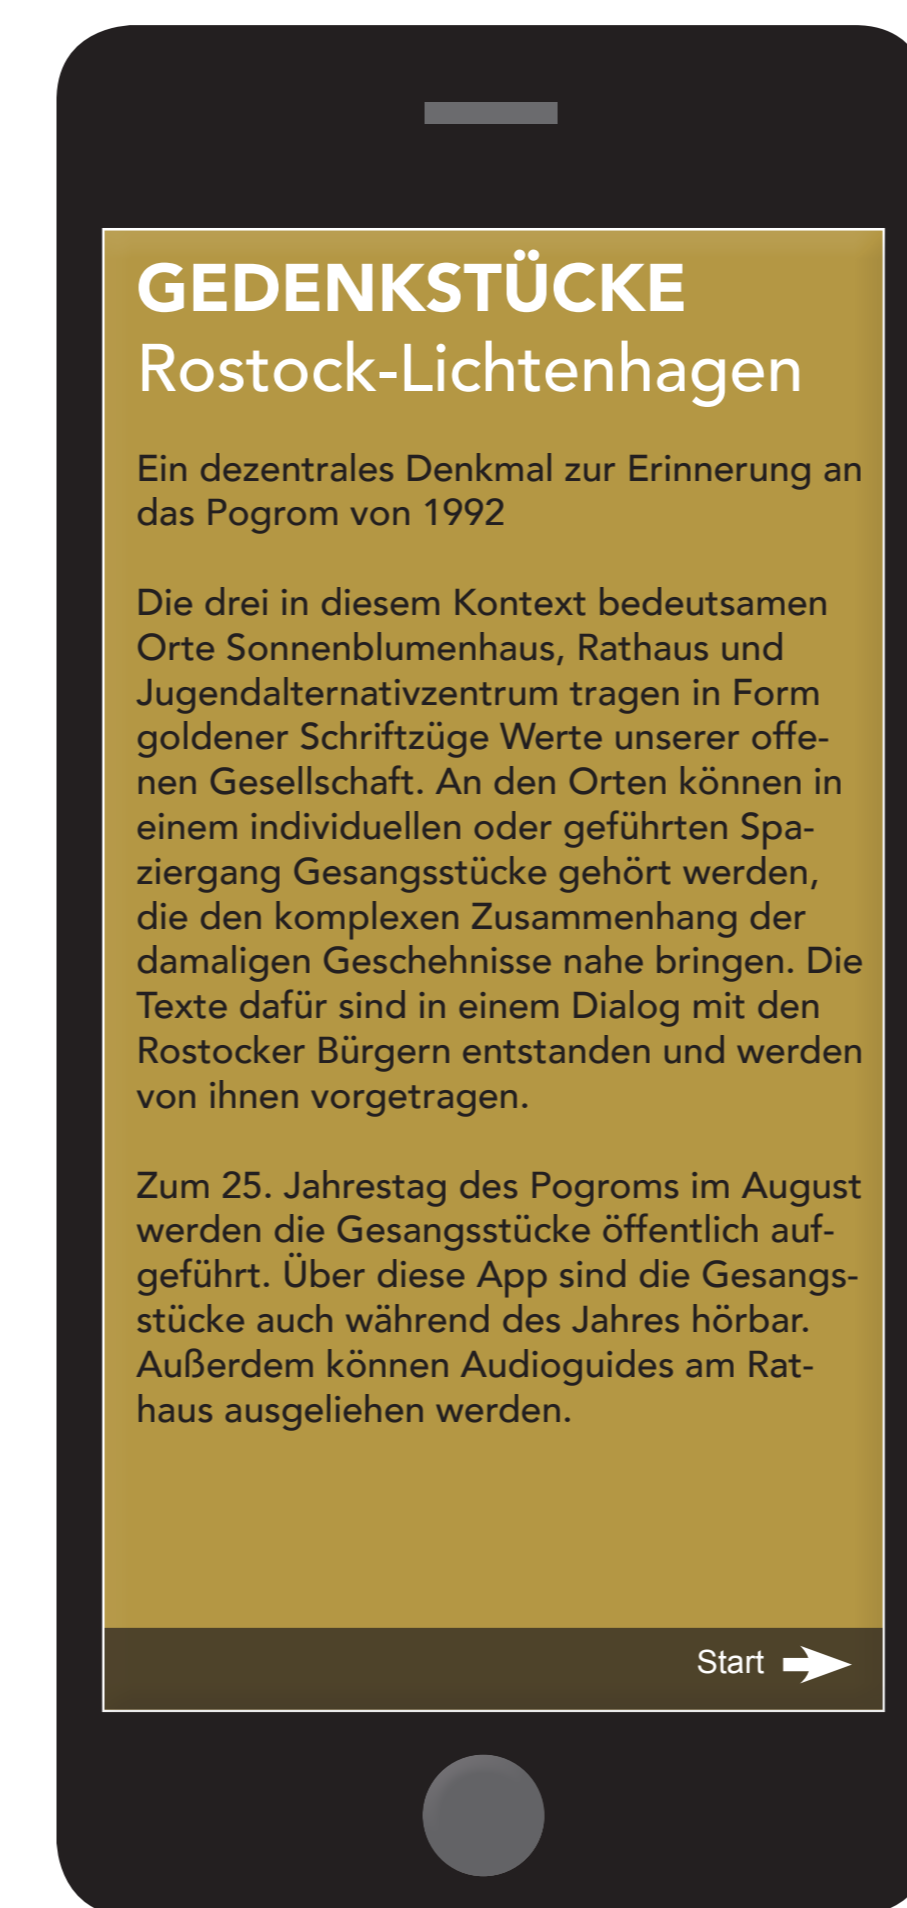 GEDENKSTÜCKE
Rostock-Lichtenhagen
Ein dezentrales Denkmal zur Erinnerung an
das Pogrom von 1992
Die drei in diesem Kontext bedeutsamen
Orte Sonnenblumenhaus, Rathaus und
Jugendalternativzentrum tragen in Form
goldener Schriftzüge Werte unserer offe-
nen Gesellschaft. An den Orten können in
einem individuellen oder geführten Spa-
ziergang Gesangsstücke gehört werden,
die den komplexen Zusammenhang der
damaligen Geschehnisse nahe bringen. Die
Texte dafür sind in einem Dialog mit den
Rostocker Bürgern entstanden und werden
von ihnen vorgetragen.
Zum 25. Jahrestag des Pogroms im August
werden die Gesangsstücke öffentlich auf-
geführt. Über diese App sind die Gesangs-
stücke auch während des Jahres hörbar.
Außerdem können Audioguides am Rat-
haus ausgeliehen werden.
Start